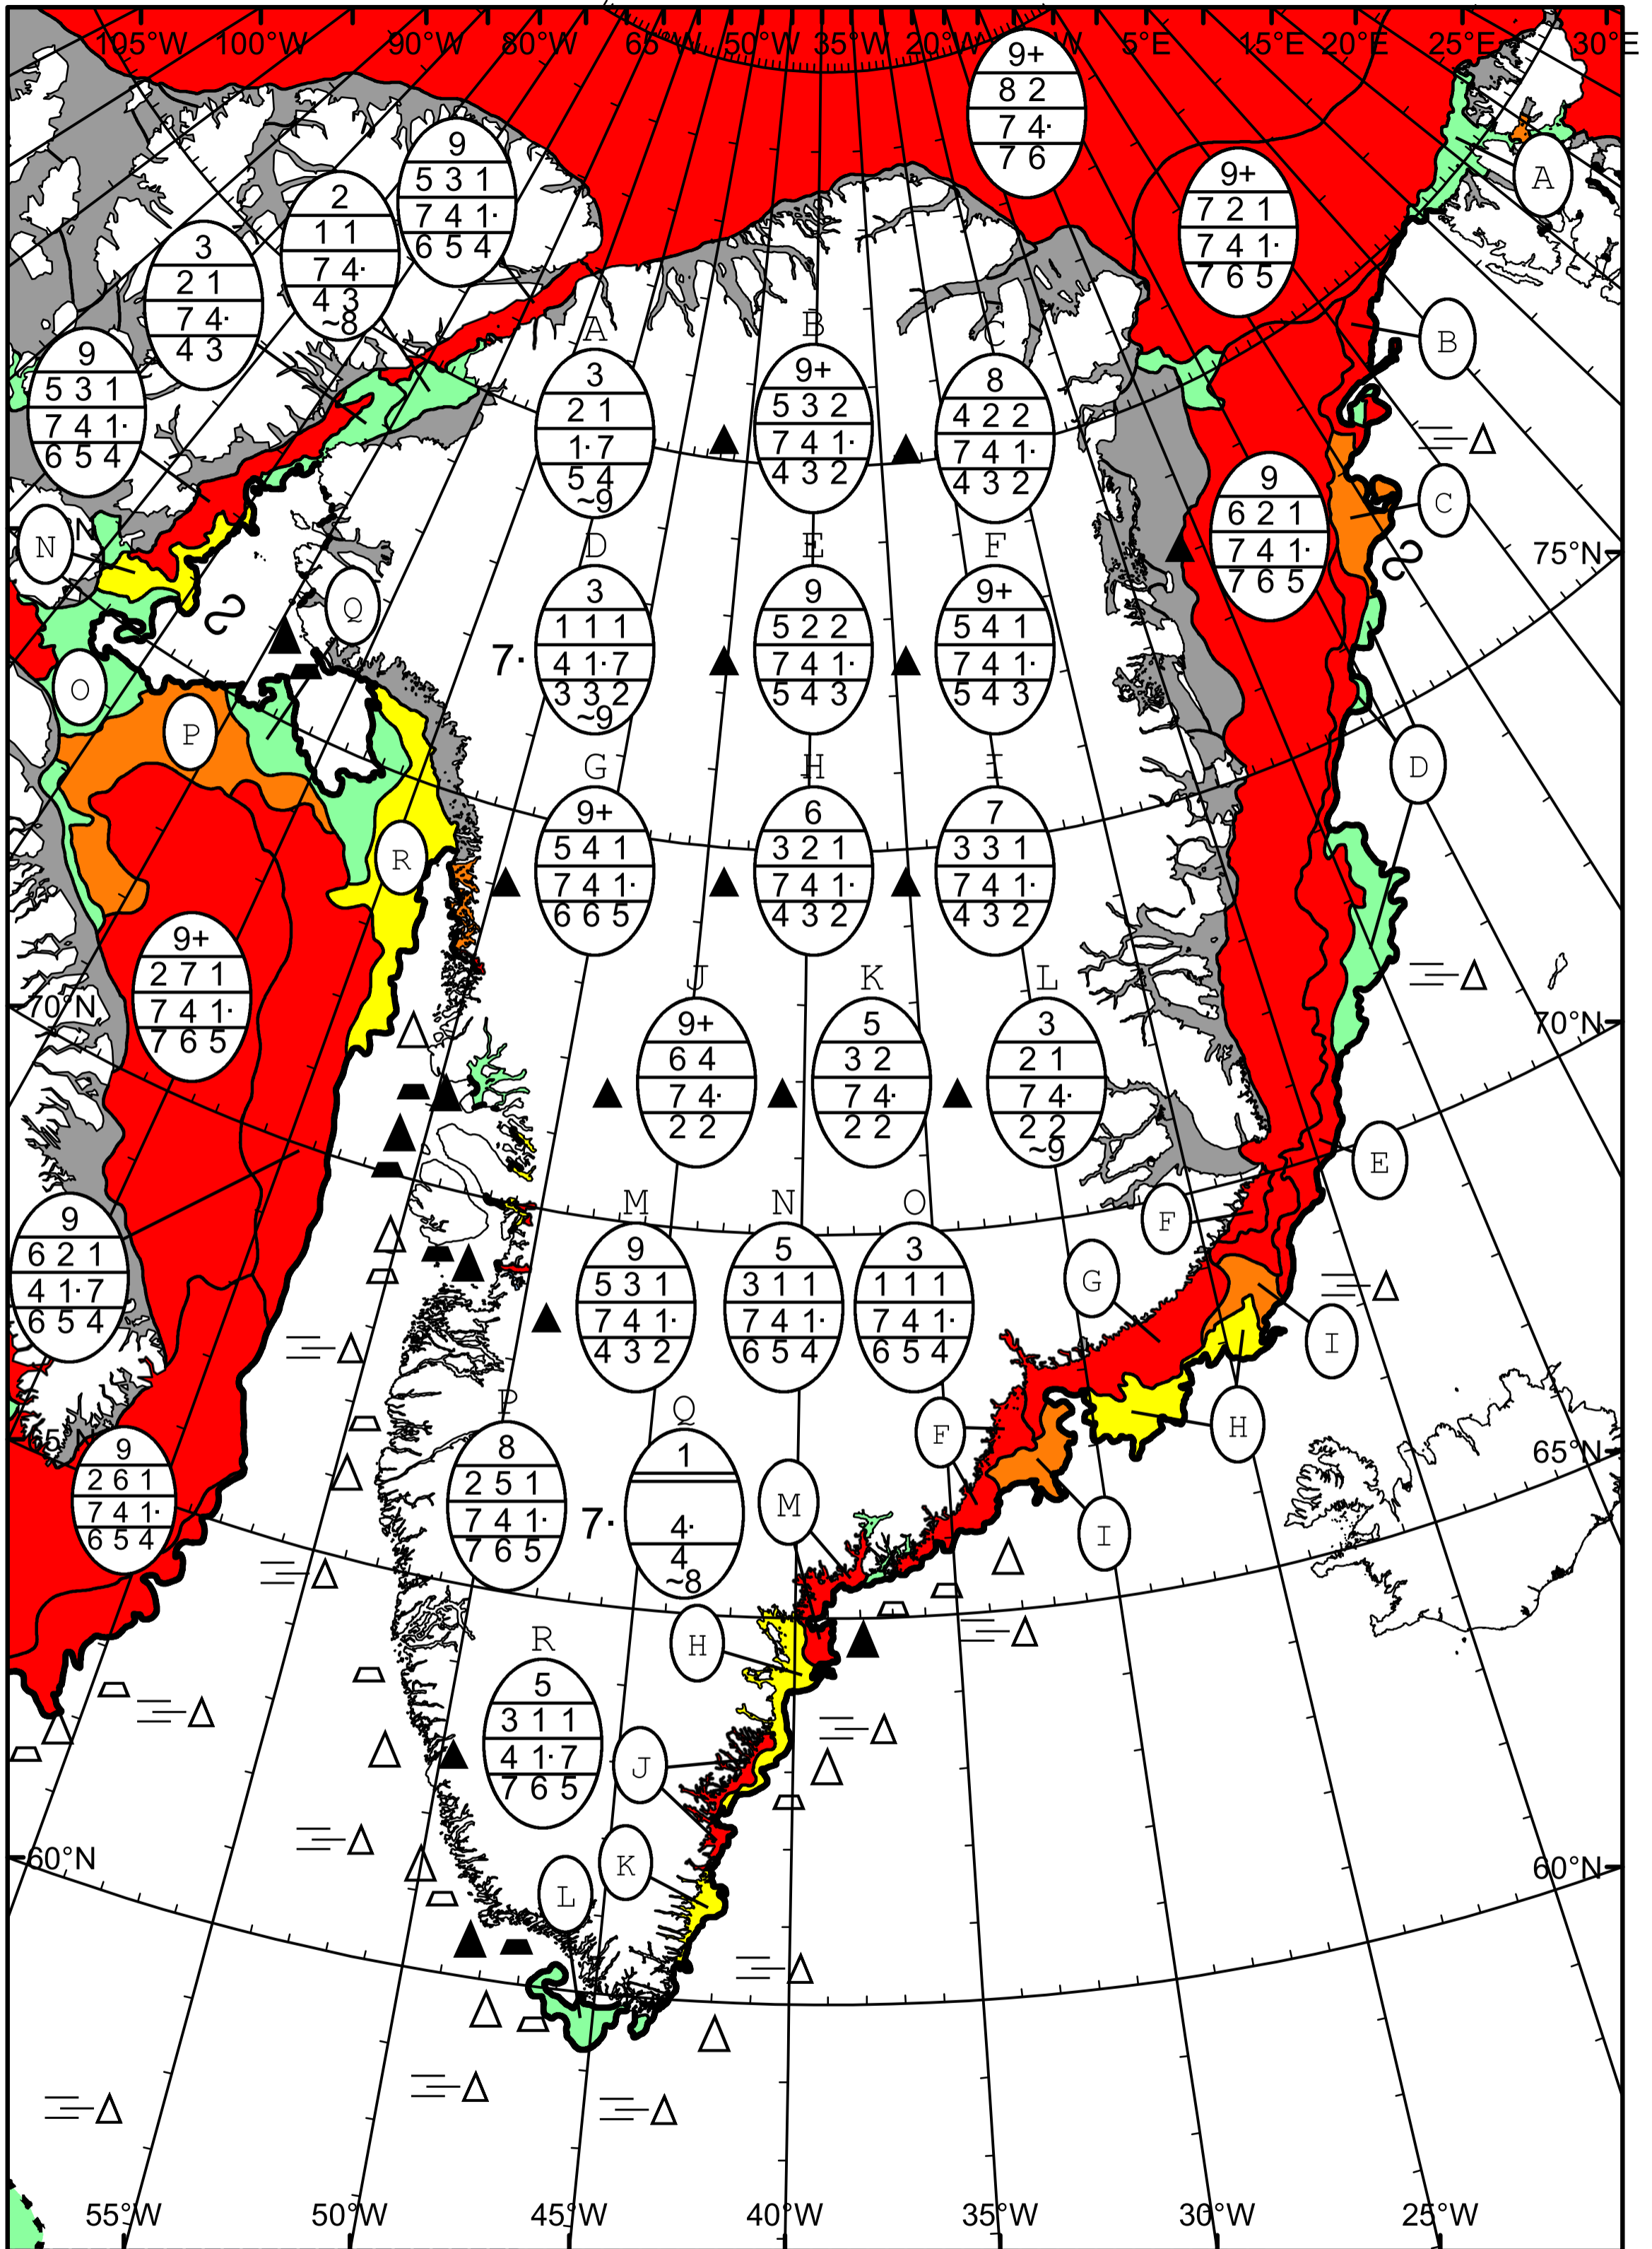 105°W 100°W 90°W 80°W 65°W 50°W 35°W 20°W °W 5°E 15°E 20°E 25°E 30°E
9+
8 2
7 4·
7 6
9
5 3 1
7 4 1·
6 5 4
9+
7 2 1
7 4 1·
7 6 5
A
2
1 1
7 4·
4 3
~8
3
2 1
7 4·
4 3
9
5 3 1
7 4 1·
6 5 4
B
A
3
2 1
1·7
5 4
~9
B
9+
5 3 2
7 4 1·
4 3 2
C
8
4 2 2
7 4 1·
4 3 2
9
6 2 1
7 4 1·
7 6 5
C
75°N
N
N
Q
O
P
D
7·
3
1 1 1
4 1·7
3 3 2
~9
E
9
5 2 2
7 4 1·
5 4 3
F
9+
5 4 1
7 4 1·
5 4 3
D
G
9+
5 4 1
7 4 1·
6 6 5
H
6
3 2 1
7 4 1·
4 3 2
I
7
3 3 1
7 4 1·
4 3 2
R
9+
2 7 1
7 4 1·
7 6 5
70°N
70°N
J
9+
6 4
7 4·
2 2
K
5
3 2
7 4·
2 2
L
3
2 1
7 4·
2 2
~9
E
F
G
9
6 2 1
4 1·7
6 5 4
M
9
5 3 1
7 4 1·
4 3 2
N
5
3 1 1
7 4 1·
6 5 4
O
3
1 1 1
7 4 1·
6 5 4
I
H
F
65°N
65°N
9
2 6 1
7 4 1·
6 5 4
P
8
2 5 1
7 4 1·
7 6 5
Q
7·
1
4·
4
~8
M
I
H
R
5
3 1 1
4 1·7
7 6 5
J
K
L
60°N
60°N
55°W 50°W 45°W 40°W 35°W 30°W 25°W